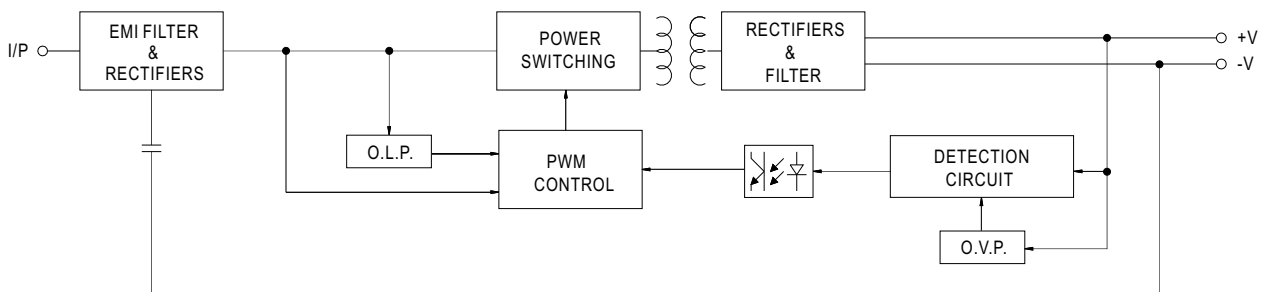 I/P
EMI FILTER
&
RECTIFIERS
POWER
SWITCHING
RECTIFIERS
&
FILTER
+V
-V
O.L.P.
PWM
CONTROL
DETECTION
CIRCUIT
O.V.P.